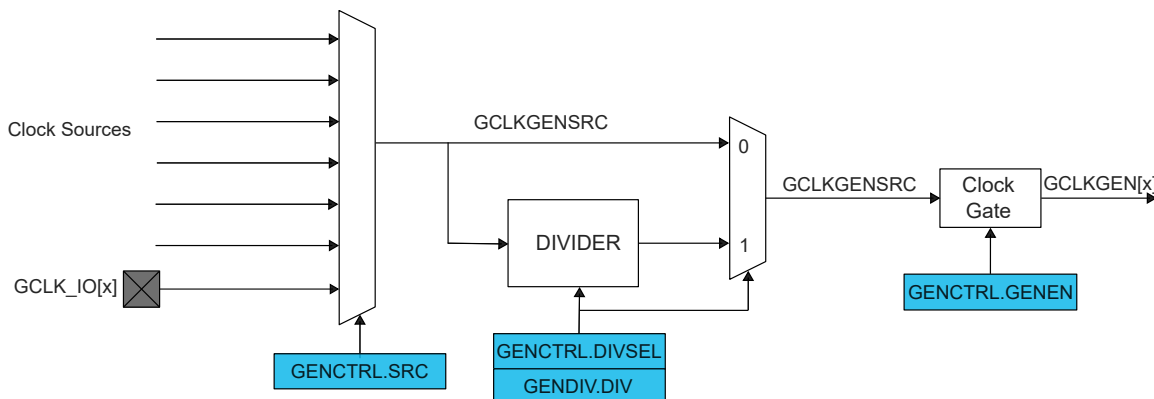 Clock Sources
GCLK_IO[x]
GENCTRL.SRC
GCLKGENSRC
DIVIDER
GENCTRL.DIVSEL
GENDIV.DIV
0
1
GCLKGENSRC
Clock
Gate
GENCTRL.GENEN
GCLKGEN[x]